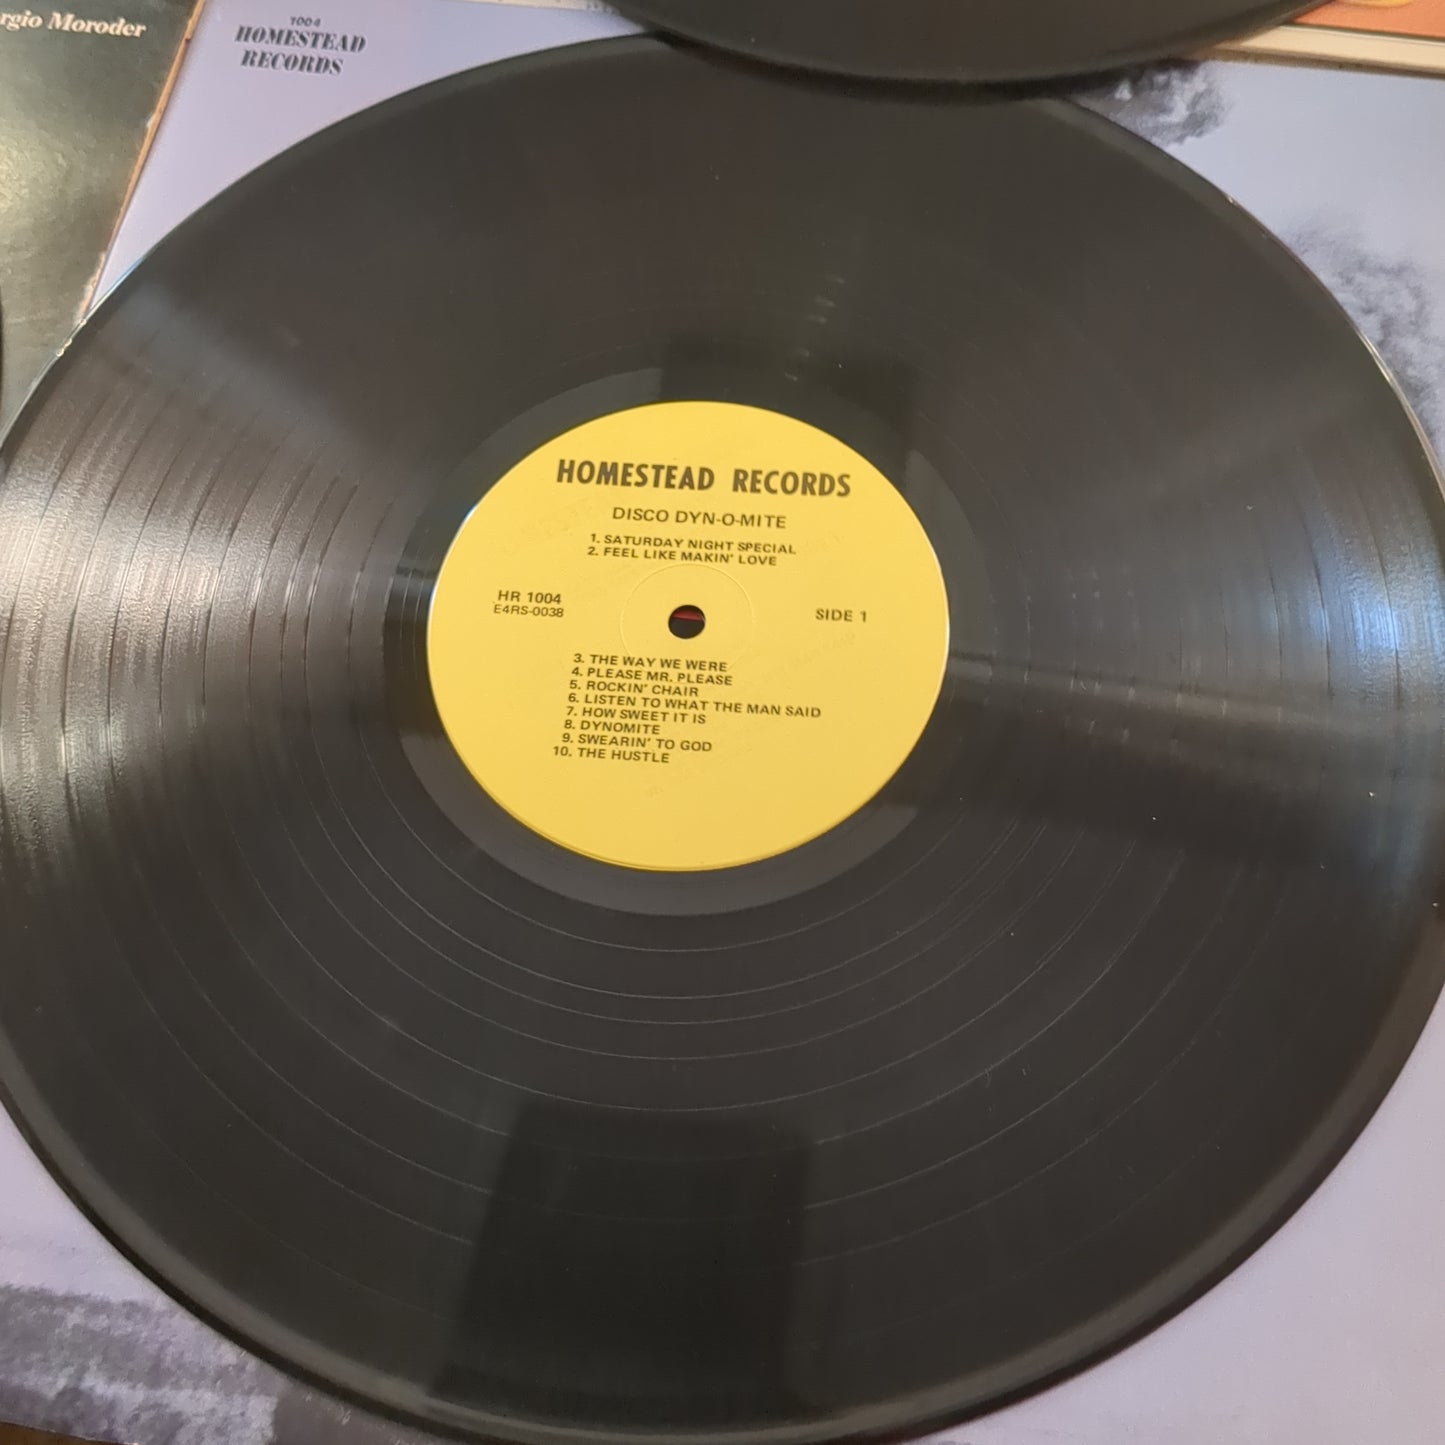 rgio Moroder
1004
HOMESTEAD
RECORDS
HOMESTEAD RECORDS
DISCO DYN-O-MITE
1. SATURDAY NIGHT SPECIAL
2. FEEL LIKE MAKIN' LOVE
HR 1004
E4RS-0038
SIDE 1
3. THE WAY WE WERE
4. PLEASE MR. PLEASE
5. ROCKIN' CHAIR
6. LISTEN TO WHAT THE MAN SAID
7. HOW SWEET IT IS
8. DYNOMITE
9. SWEARIN' TO GOD
10. THE HUSTLE